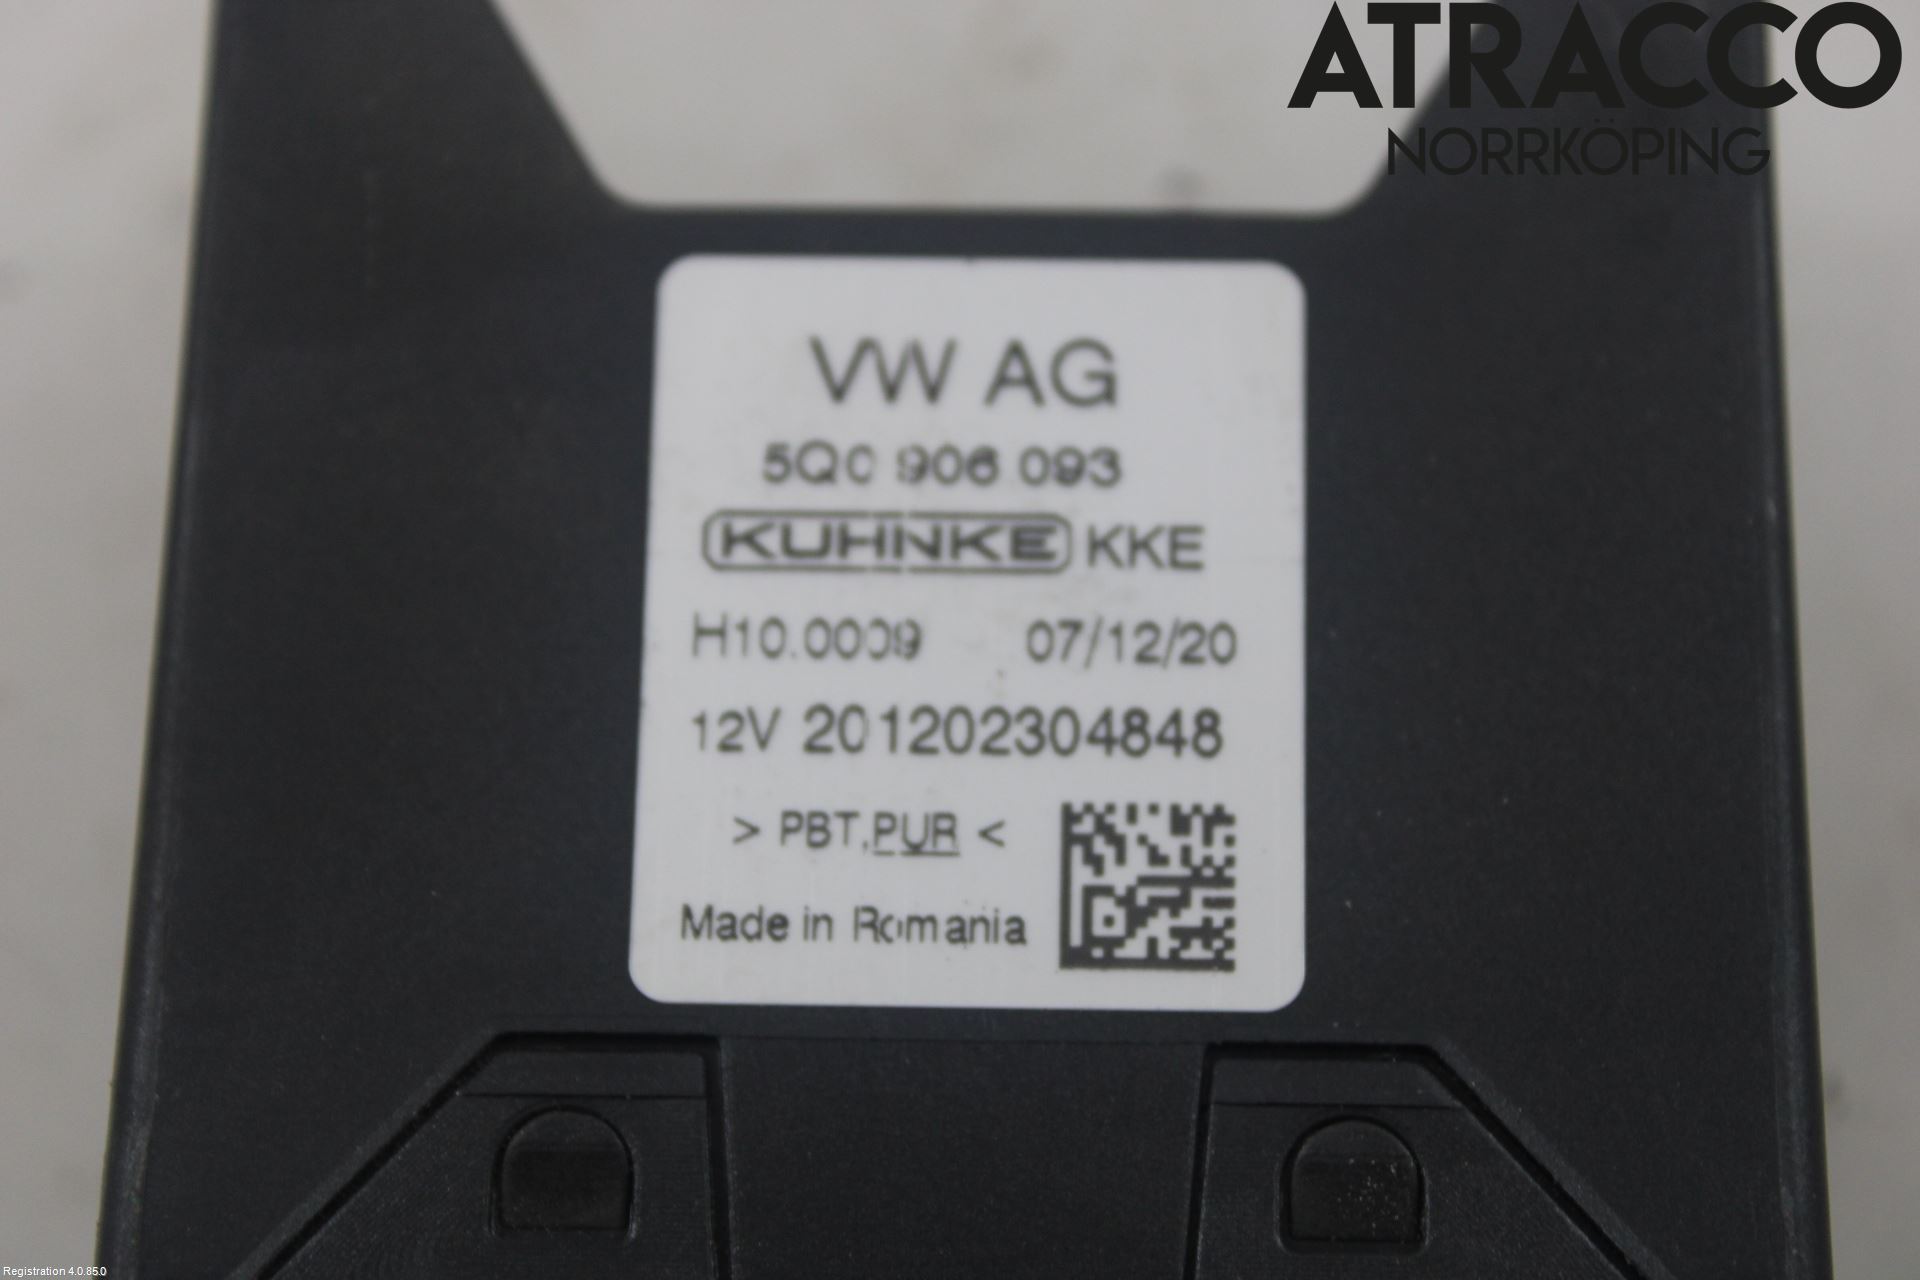 ATRACCO
NORRKÖPING
VW AG
5Q0 906 093
KUHNKE KKE
H10.0009 07/12/20
12V 201202304848
> PBT,PUR <
Made in Romania
Registration 4.0.85.0